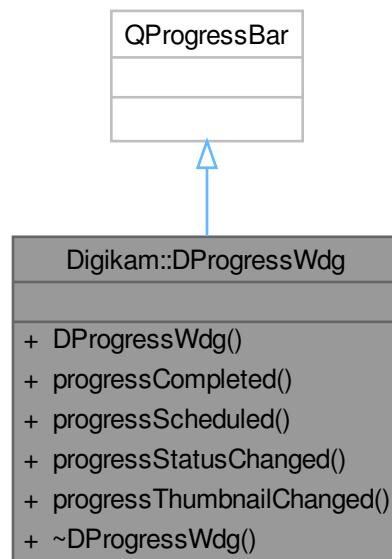 QProgressBar
Digikam::DProgressWdg
+ DProgressWdg()
+ progressCompleted()
+ progressScheduled()
+ progressStatusChanged()
+ progressThumbnailChanged()
+ ~DProgressWdg()